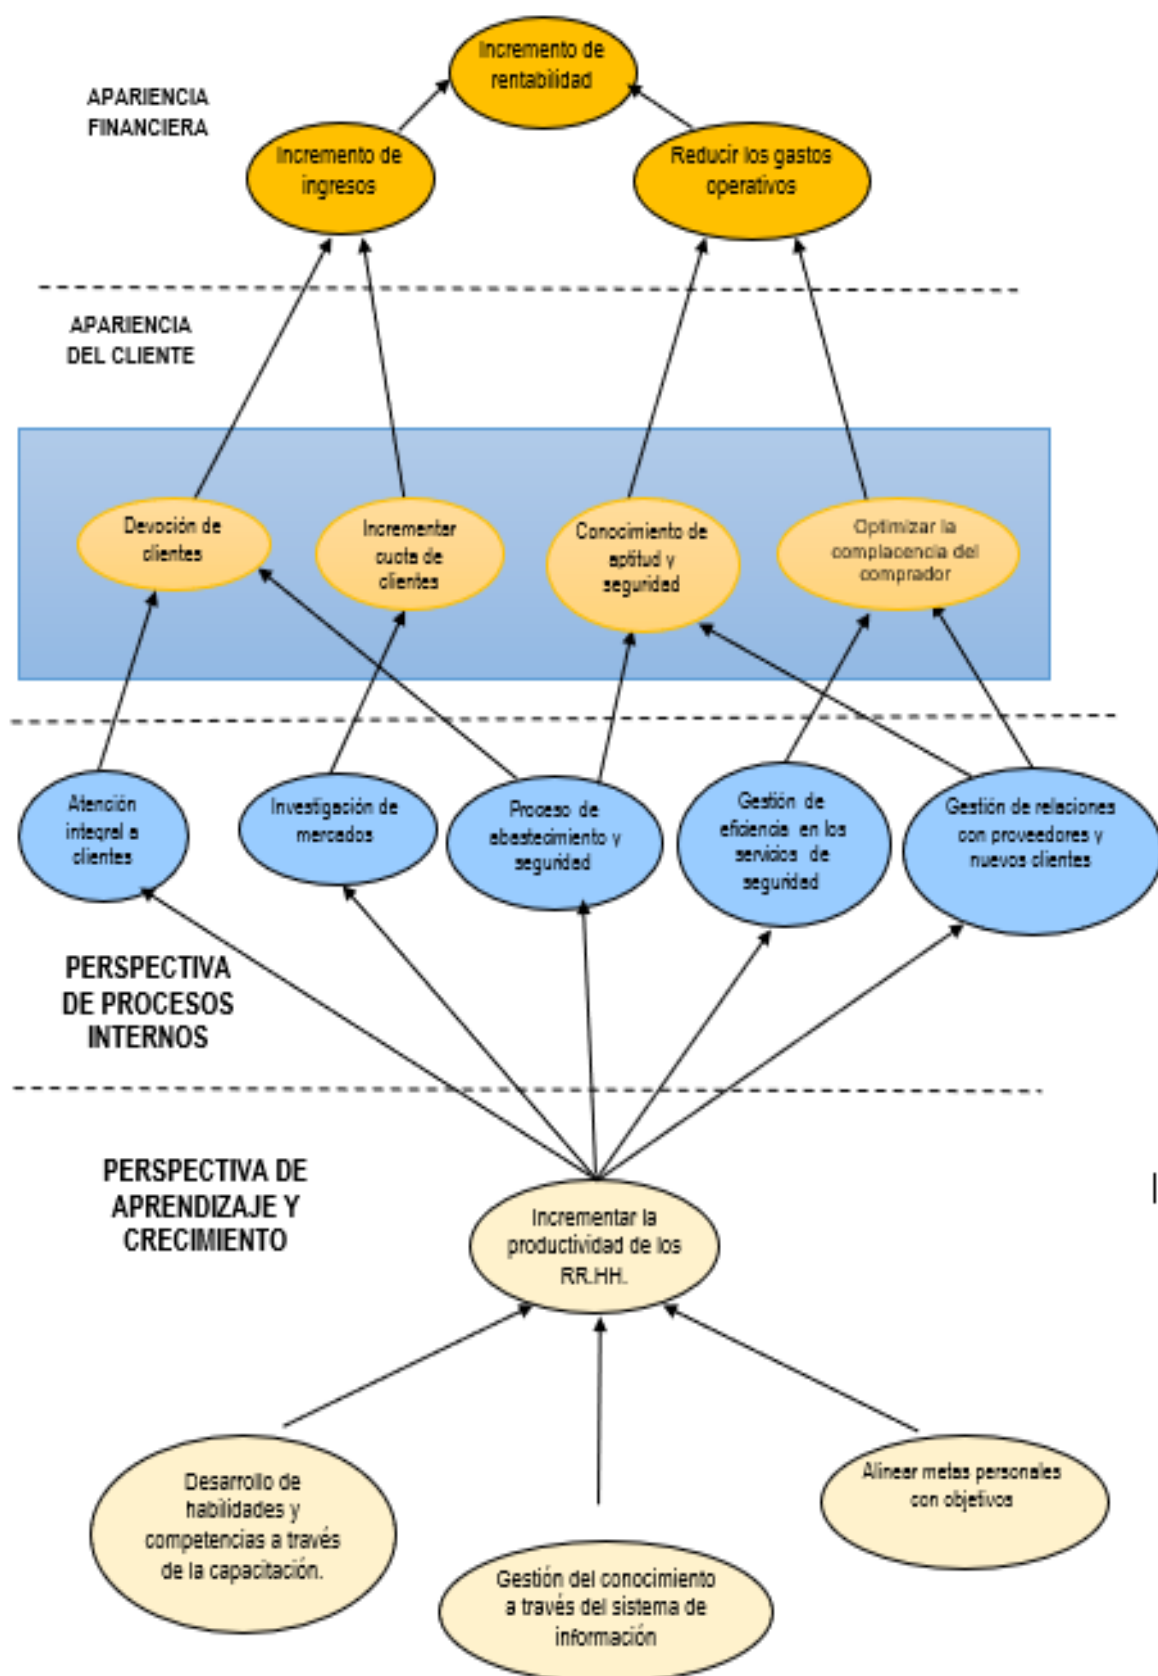 Incremento de
rentabilidad
APARIENCIA
FINANCIERA
Incremento de
ingresos
Reducir los gastos
operativos
APARIENCIA
DEL CLIENTE
Devoción de
clientes
Incrementar
cuota de
clientes
Conocimiento de
aptitud y
seguridad
Optimizar la
complacencia del
comprador
Atención
integral a
clientes
Investigación de
mercados
Proceso de
abastecimiento y
seguridad
Gestión de
eficiencia en los
servicios de
seguridad
Gestión de relaciones
con proveedores y
nuevos clientes
PERSPECTIVA
DE PROCESOS
INTERNOS
PERSPECTIVA DE
APRENDIZAJE Y
CRECIMIENTO
Incrementar la
productividad de los
RR.HH.
Desarrollo de
habilidades y
competencias a través
de la capacitación.
Gestión del conocimiento
a través del sistema de
información
Alinear metas personales
con objetivos